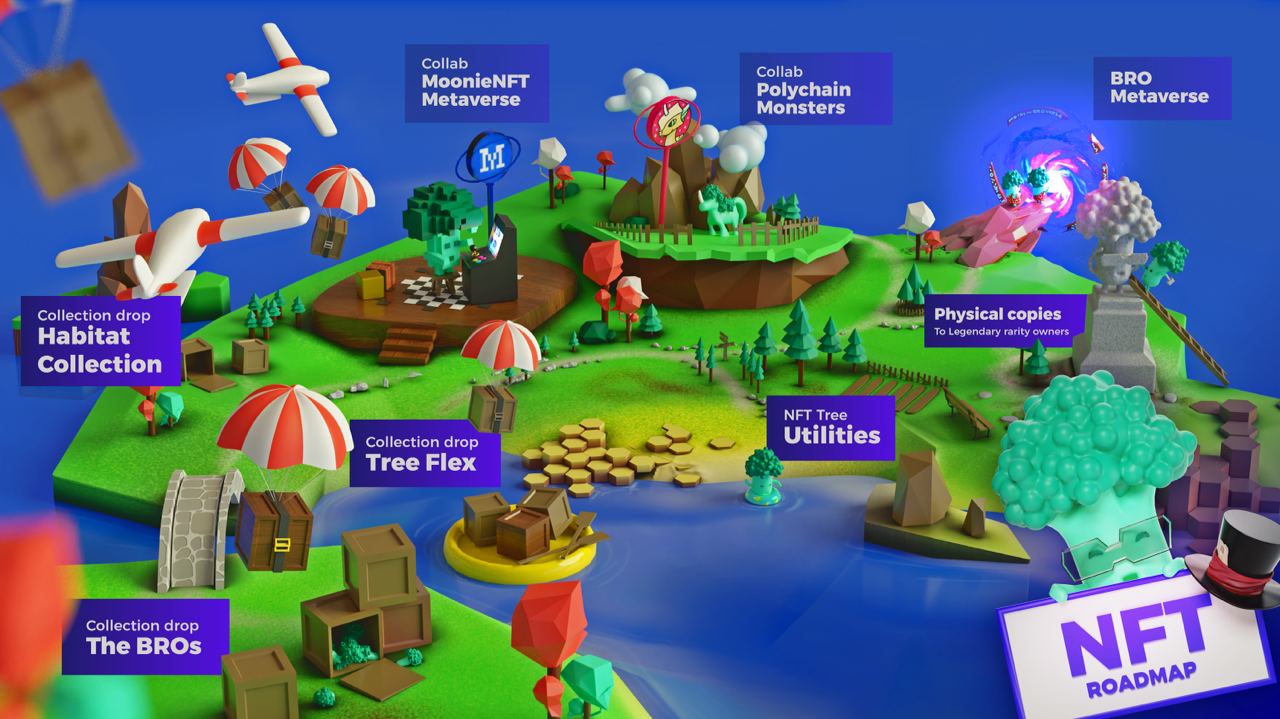 Collab
MoonieNFT
Metaverse
Collab
Polychain
Monsters
BRO
Metaverse
M
Collection drop
Habitat
Collection
Physical copies
To Legendary rarity owners
Collection drop
Tree Flex
NFT Tree
Utilities
Collection drop
The BROs
NFT
ROADMAP